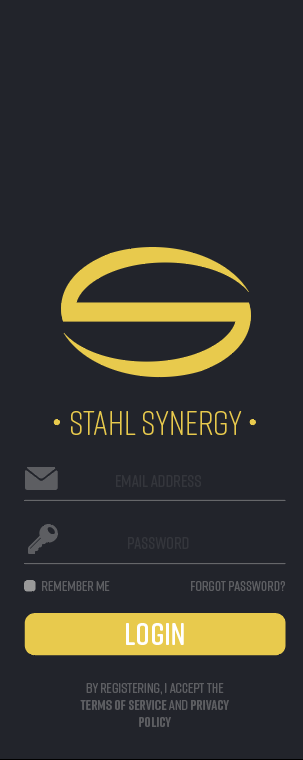 • STAHL SYNERGY •
EMAIL ADDRESS
PASSWORD
REMEMBER ME FORGOT PASSWORD?
LOGIN
BY REGISTERING, I ACCEPT THE
TERMS OF SERVICE AND PRIVACY
POLICY